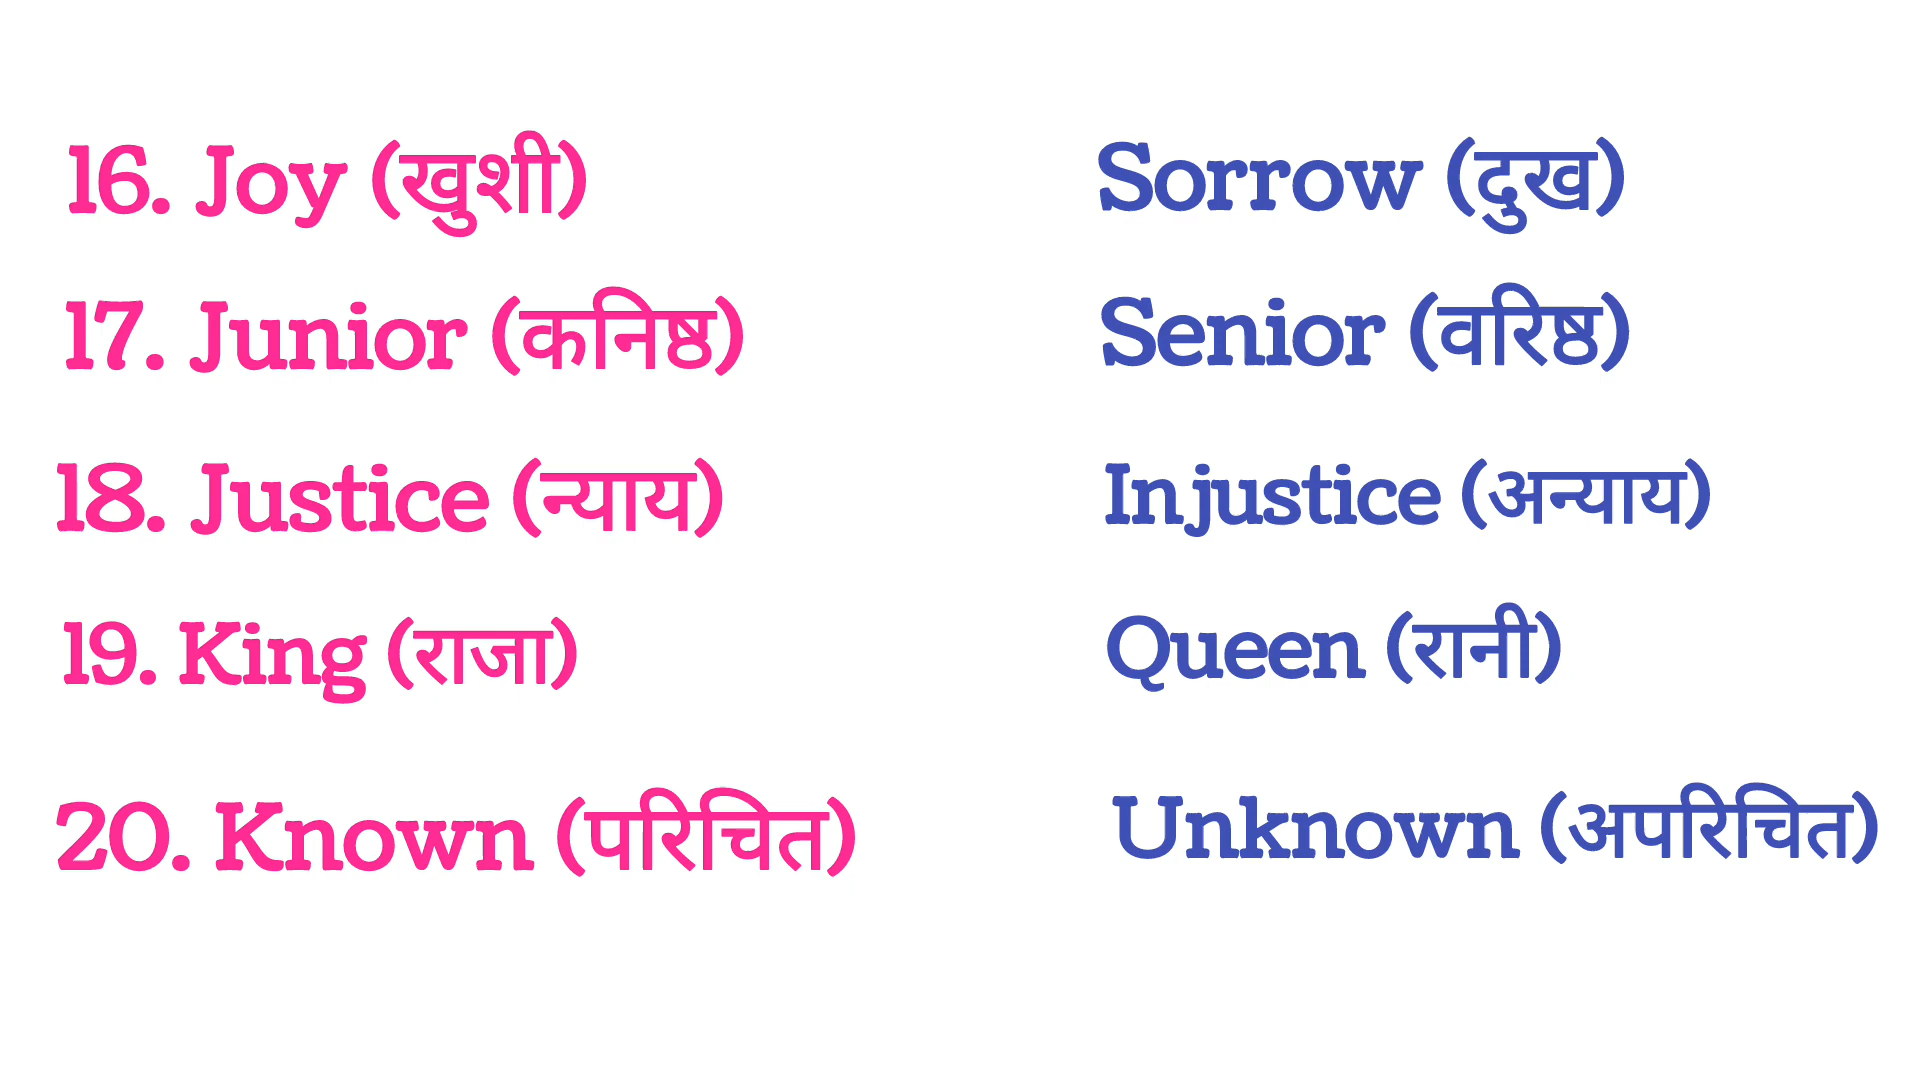 16. Joy (खुशी) Sorrow (दुख)
17. Junior (कनिष्ठ) Senior (वरिष्ठ)
18. Justice (न्याय) Injustice (अन्याय)
19. King (राजा) Queen (रानी)
20. Known (परिचित) Unknown (अपरिचित)